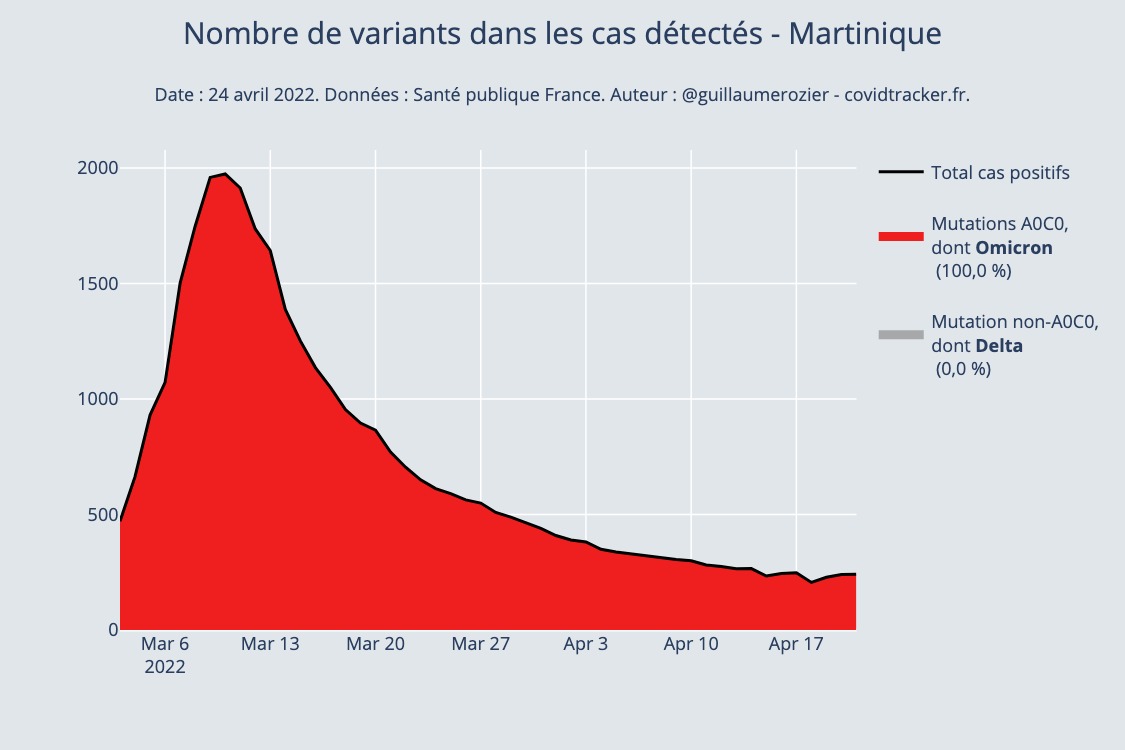 Nombre de variants dans les cas détectés - Martinique
Date : 24 avril 2022. Données : Santé publique France. Auteur : @guillaumerozier - covidtracker.fr.
2000
1500
1000
500
0
Mar 6
2022
Mar 13
Mar 20
Mar 27
Apr 3
Apr 10
Apr 17
Total cas positifs
Mutations A0C0,
dont Omicron
(100,0 %)
Mutation non-A0C0,
dont Delta
(0,0 %)